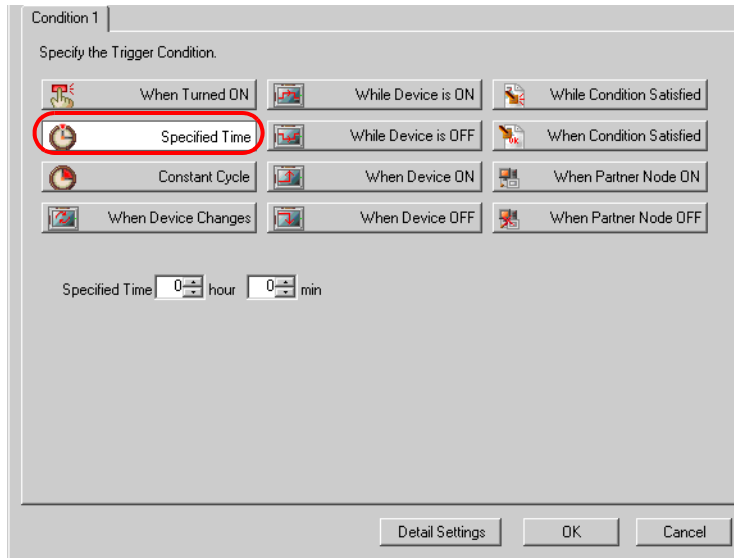 Condition 1
Specify the Trigger Condition.
When Turned ON While Device is ON While Condition Satisfied
Specified Time While Device is OFF When Condition Satisfied
Constant Cycle When Device ON When Partner Node ON
When Device Changes When Device OFF When Partner Node OFF
Specified Time 0 hour 0 min
Detail Settings OK Cancel